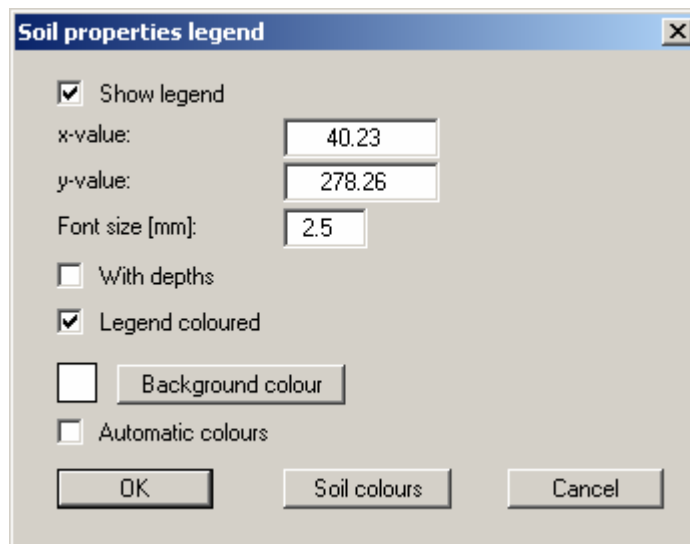 Soil properties legend
Show legend
x-value: 40.23
y-value: 278.26
Font size [mm]: 2.5
With depths
Legend coloured
Background colour
Automatic colours
OK Soil colours Cancel